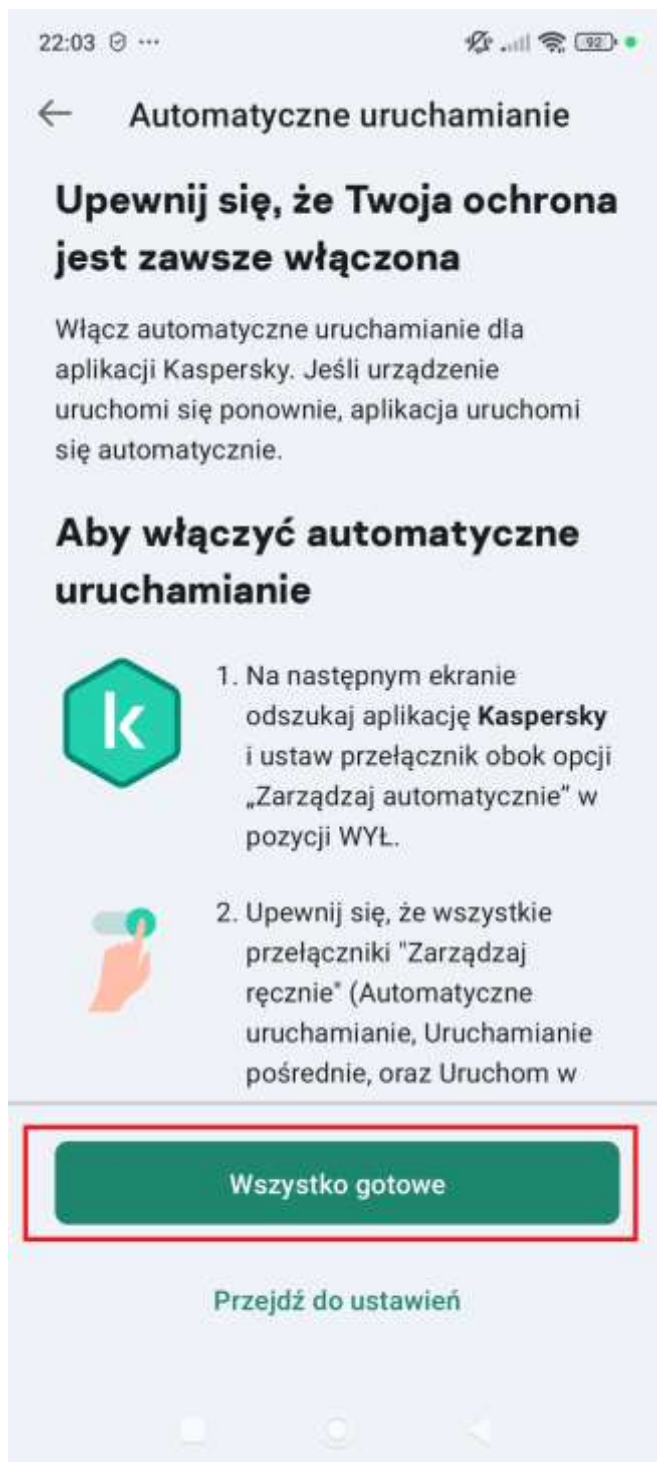 22:03
92
Automatyczne uruchamianie
Upewnij się, że Twoja ochrona
jest zawsze włączona
Włącz automatyczne uruchamianie dla
aplikacji Kaspersky. Jeśli urządzenie
uruchomi się ponownie, aplikacja uruchomi
się automatycznie.
Aby włączyć automatyczne
uruchamianie
1. Na następnym ekranie
odszukaj aplikację Kaspersky
i ustaw przełącznik obok opcji
„Zarządzaj automatycznie” w
pozycji WYŁ.
2. Upewnij się, że wszystkie
przełączniki "Zarządzaj
ręcznie" (Automatyczne
uruchamianie, Uruchamianie
pośrednie, oraz Uruchom w
Wszystko gotowe
Przejdź do ustawień